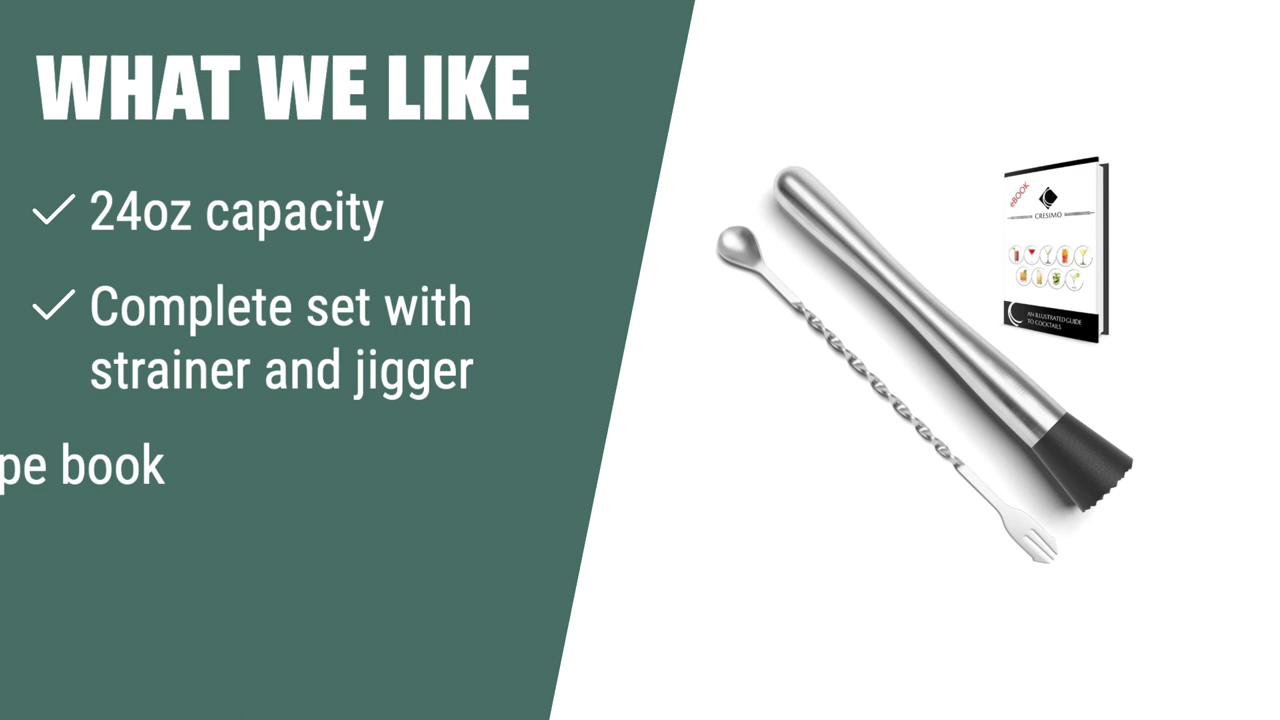 WHAT WE LIKE
24oz capacity
Complete set with
strainer and jigger
pe book
eBOOK
CRESIMO
AN ILLUSTRATED GUIDE
TO COCKTAILS